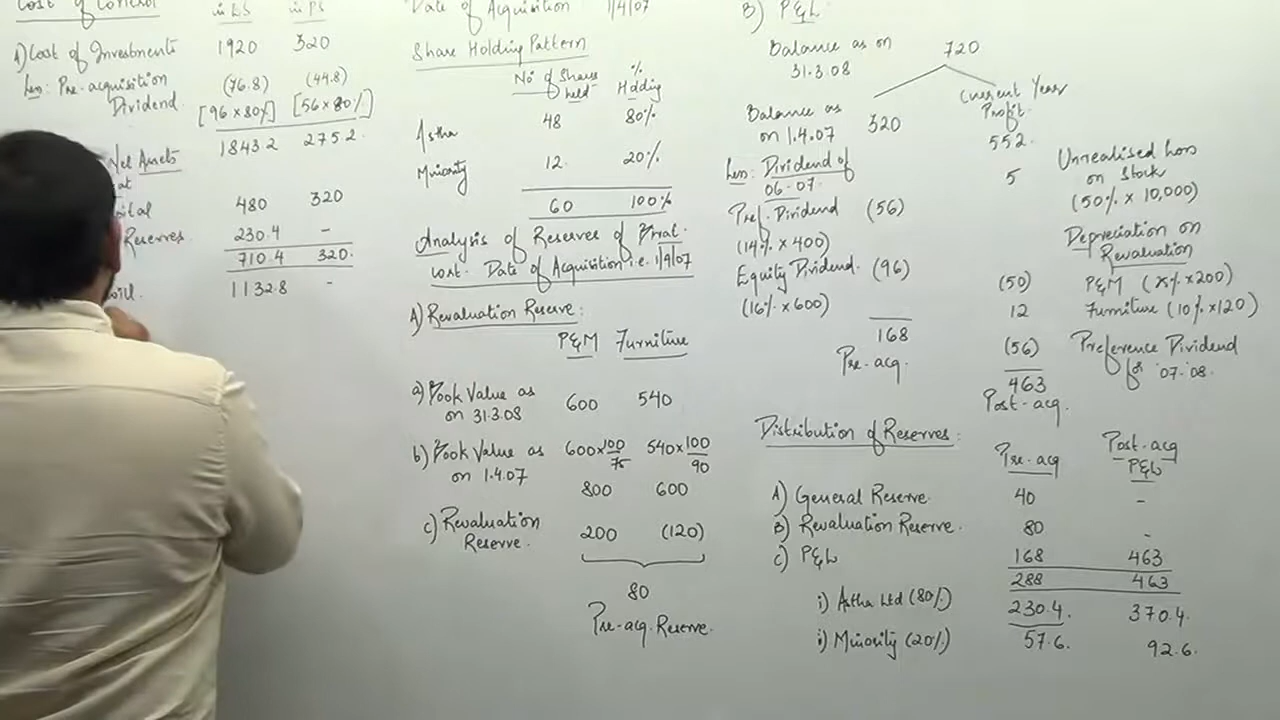 Cost of Control
in ES in PS
A) Cost of Investments 1920 320
Less: Pre-acquisition (76.8) (44.8)
Dividend. [96 x 80%] [56 x 80%]
1843.2 275.2.
Net Assets
at
480 320
Reserves 230.4 -
710.4 320.
1132.8 -
Date of Acquisition 1/4/07
Share Holding Pattern
No of Shares held %Holding
Astha 48 80%
Minority 12. 20%
60 100%
Analysis of Reserves of
cost. Date of Acquisition i.e. 1/9/07
A) Revaluation Reserve:
P&M Furniture
a) Book Value as
on 31.3.08 600 540
b) Book Value as 600x100/75 540x100/90
on 1.4.07
800 600
c) Revaluation
Reserve. 200 (120)
80
Pre-acq. Reserve.
B) P&L
Balance as on 720
31.3.08
Current Year
Profit.
Balance as
on 1.4.07 320 552.
Less: Dividend of
06-07.
Pref. Dividend (56)
(14% x 400)
Equity Dividend. (96)
(16% x 600)
168
Pre-acq.
5 Unrealised Loss
on Stock
(50% x 10,000)
Depreciation on
Revaluation
(50) P&M (25% x 200)
12 Furniture (10% x 120)
(56) Preference Dividend
for '07-'08.
463
Post-acq.
Distribution of Reserves:
Pre-acq Post-acq
P&L
A) General Reserve. 40 -
B) Revaluation Reserve. 80 -
C) P&L 168 463
288 463
i) Astha Ltd (80%) 230.4. 370.4.
ii) Minority (20%) 57.6. 92.6.